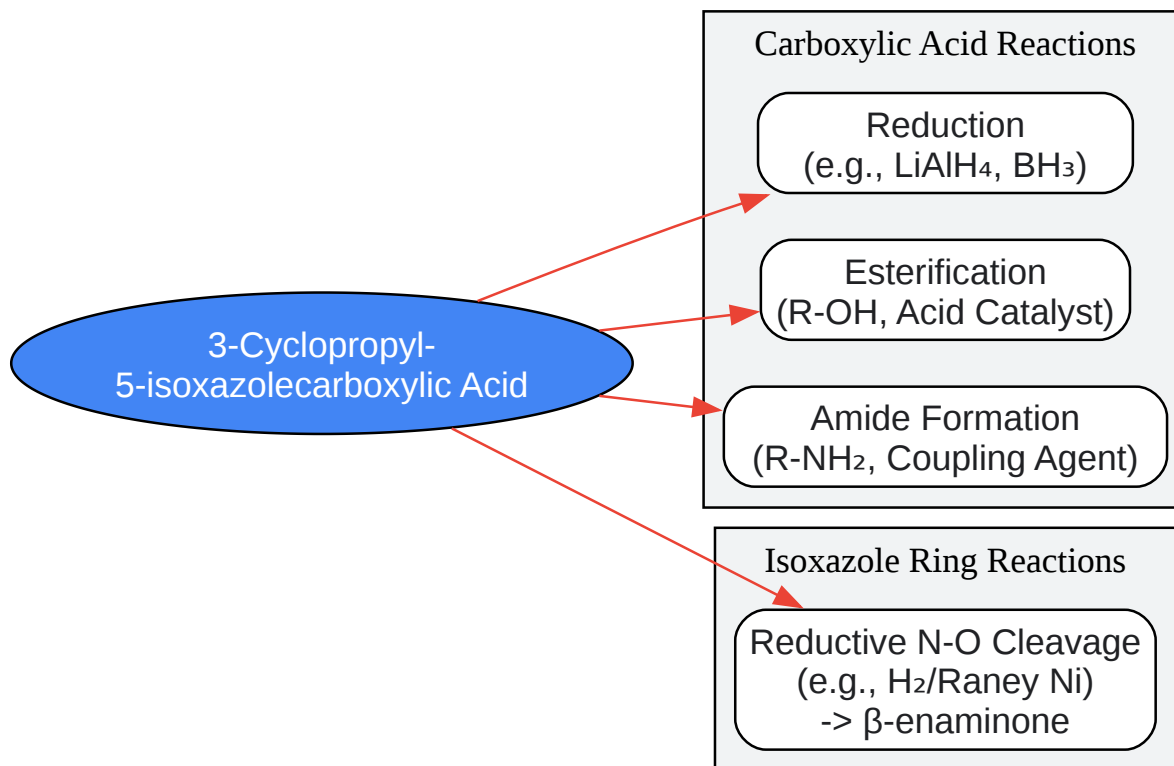 Carboxylic Acid Reactions
Reduction
(e.g., LiAlH₄, BH₃)
Esterification
(R-OH, Acid Catalyst)
3-Cyclopropyl-
5-isoxazolecarboxylic Acid
Amide Formation
(R-NH₂, Coupling Agent)
Isoxazole Ring Reactions
Reductive N-O Cleavage
(e.g., H₂/Raney Ni)
-> β-enaminone